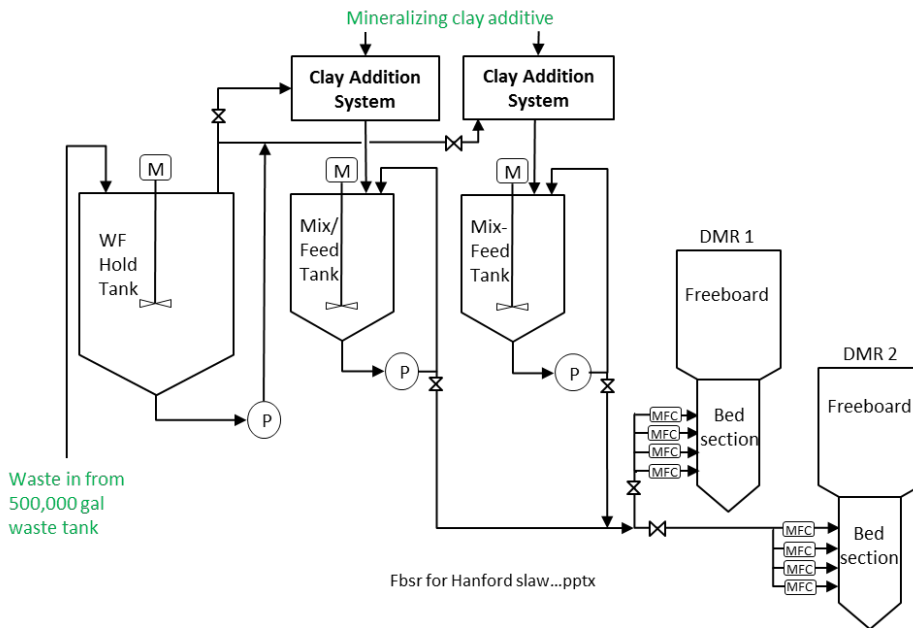 Mineralizing clay additive
Clay Addition
System
Clay Addition
System
M
M
M
WF
Hold
Tank
Mix/
Feed
Tank
Mix-
Feed
Tank
P
P
P
DMR 1
Freeboard
Bed
section
MFC
MFC
MFC
MFC
DMR 2
Freeboard
Bed
section
MFC
MFC
MFC
MFC
Waste in from
500,000 gal
waste tank
Fbsr for Hanford slaw...pptx